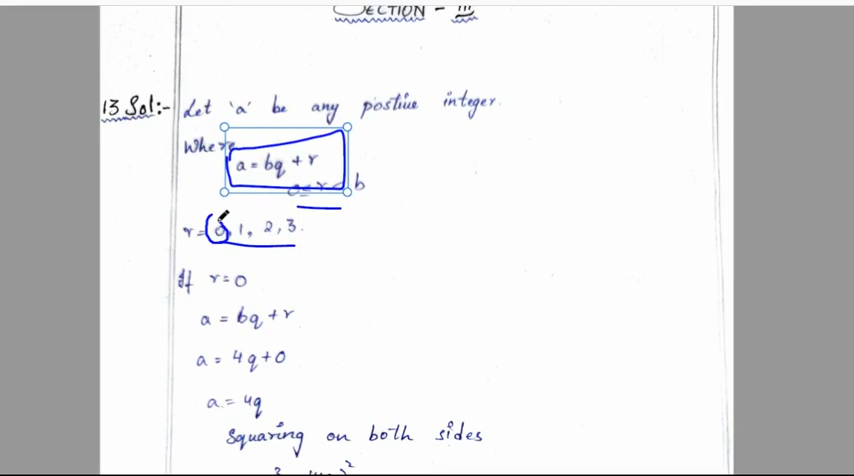 SECTION - III
13 Sol:- Let 'a' be any postive integer.
Where
a = bq + r
0 ≤ r < b
r = 0, 1, 2, 3.
If r = 0
a = bq + r
a = 4q + 0
a = 4q
Squaring on both sides